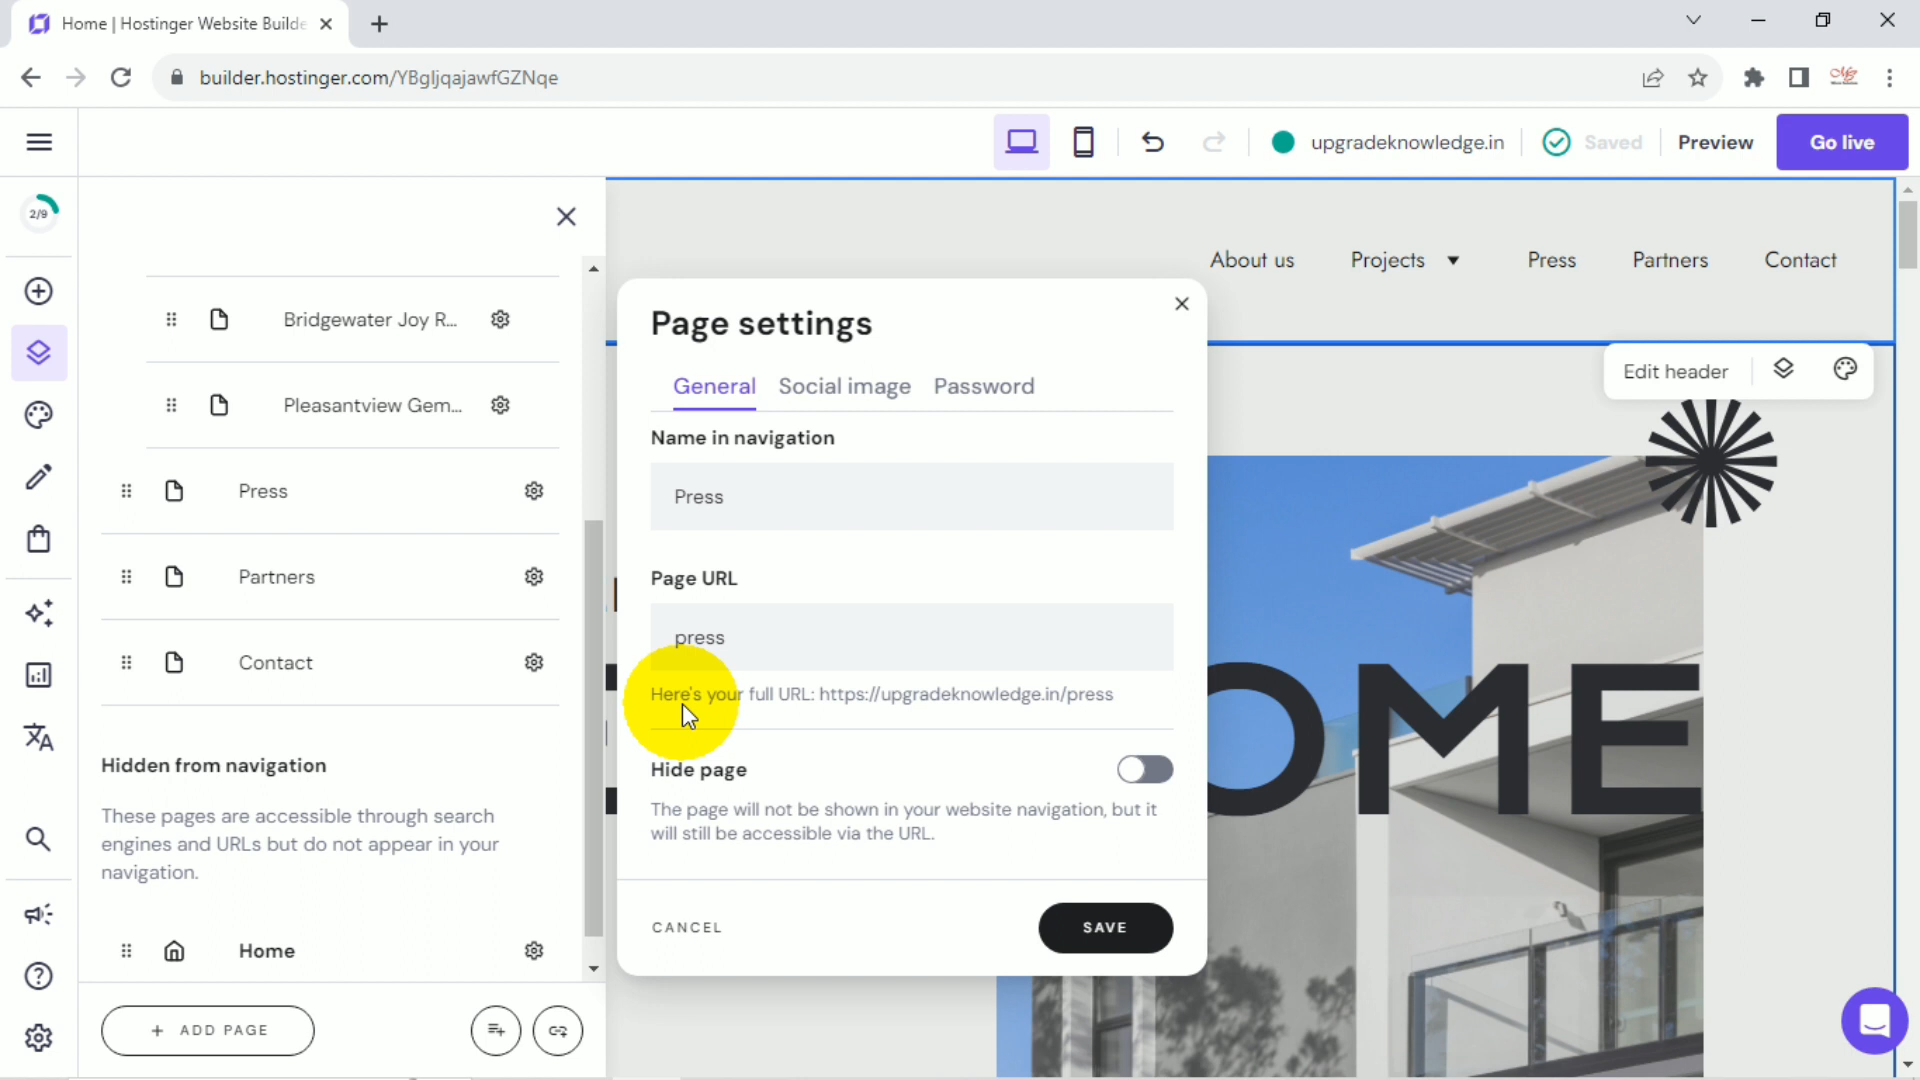 Home | Hostinger Website Builde
builder.hostinger.com/YBgIjqajawfGZNqe
upgradeknowledge.in
Saved
Preview
Go live
2/9
About us
Projects
Press
Partners
Contact
Edit header
Bridgewater Joy R...
Pleasantview Gem...
Press
Partners
Contact
Hidden from navigation
These pages are accessible through search
engines and URLs but do not appear in your
navigation.
Home
+ ADD PAGE
Page settings
General
Social image
Password
Name in navigation
Press
Page URL
press
Here's your full URL: https://upgradeknowledge.in/press
Hide page
The page will not be shown in your website navigation, but it
will still be accessible via the URL.
CANCEL
SAVE
OME